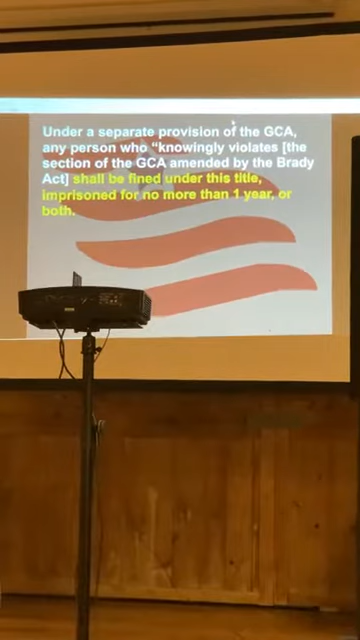 Under a separate provision of the GCA,
any person who “knowingly violates [the
section of the GCA amended by the Brady
Act] shall be fined under this title,
imprisoned for no more than 1 year, or
both.